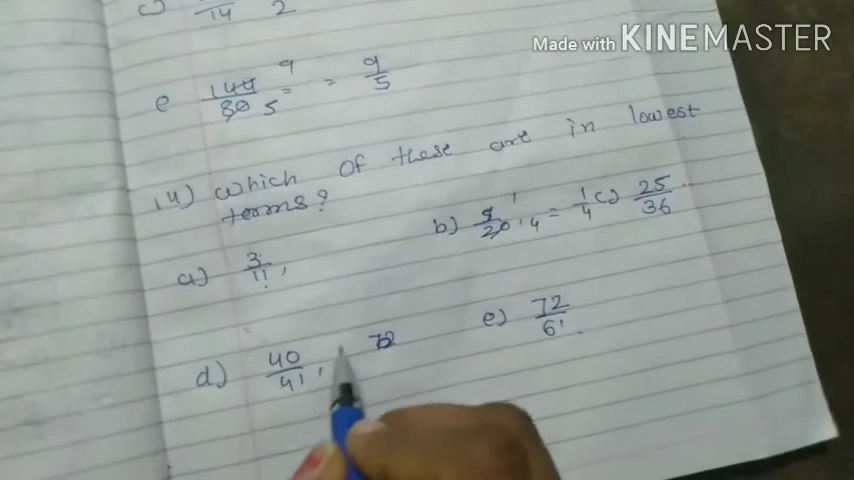 Made with KINEMASTER
c) 14 2
9
e 144/80 5 = = 9/5
14) which of these are in lowest
terms?
a) 3/11, b) 5/20 1, 4 = 1/4 c) 25/36
d) 40/41, 72 e) 72/61.